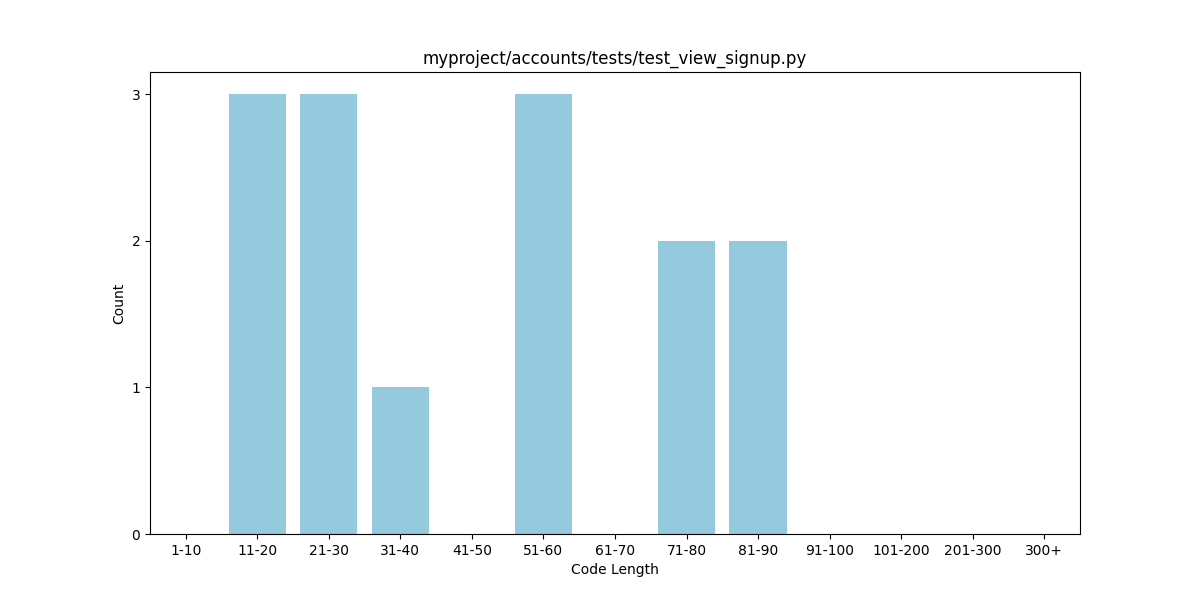 myproject/accounts/tests/test_view_signup.py
3
2
1
0
Count
1-10 11-20 21-30 31-40 41-50 51-60 61-70 71-80 81-90 91-100 101-200 201-300 300+
Code Length